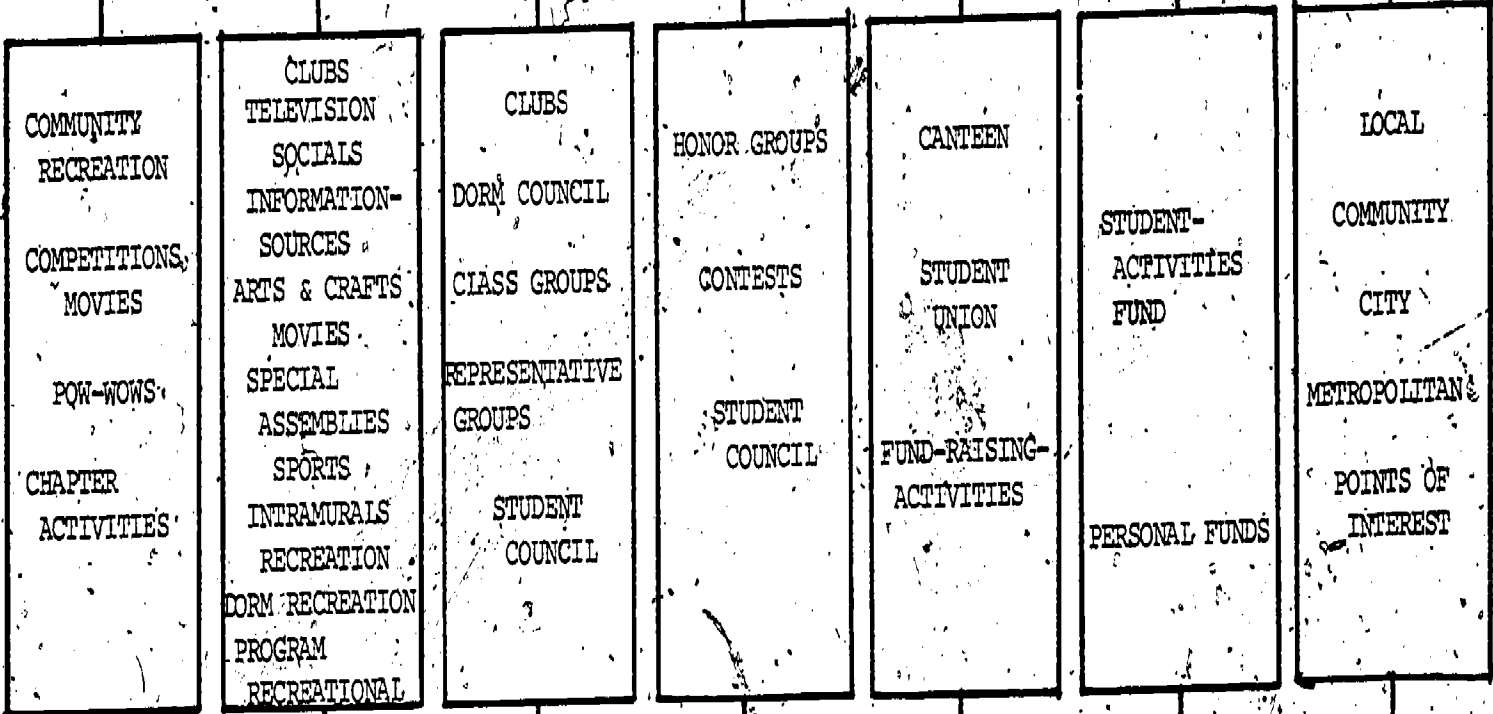 COMMUNITY
RECREATION
COMPETITIONS
MOVIES
POW-WOWS
CHAPTER
ACTIVITIES
CLUBS
TELEVISION
SOCIALS
INFORMATION-
SOURCES
ARTS & CRAFTS
MOVIES
SPECIAL
ASSEMBLIES
SPORTS
INTRAMURALS
RECREATION
DORM RECREATION
PROGRAM
RECREATIONAL
CLUBS
DORM COUNCIL
CLASS GROUPS
REPRESENTATIVE
GROUPS
STUDENT
COUNCIL
HONOR GROUPS
CONTESTS
STUDENT
COUNCIL
CANTEEN
STUDENT
UNION
FUND-RAISING-
ACTIVITIES
STUDENT-
ACTIVITIES
FUND
PERSONAL FUNDS
LOCAL
COMMUNITY
CITY
METROPOLITAN
POINTS OF
INTEREST